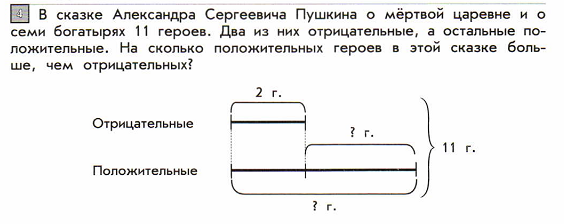 4 В сказке Александра Сергеевича Пушкина о мёртвой царевне и о
семи богатырях 11 героев. Два из них отрицательные, а остальные по-
ложительные. На сколько положительных героев в этой сказке боль-
ше, чем отрицательных?
2 г.
Отрицательные
? г.
11 г.
Положительные
? г.